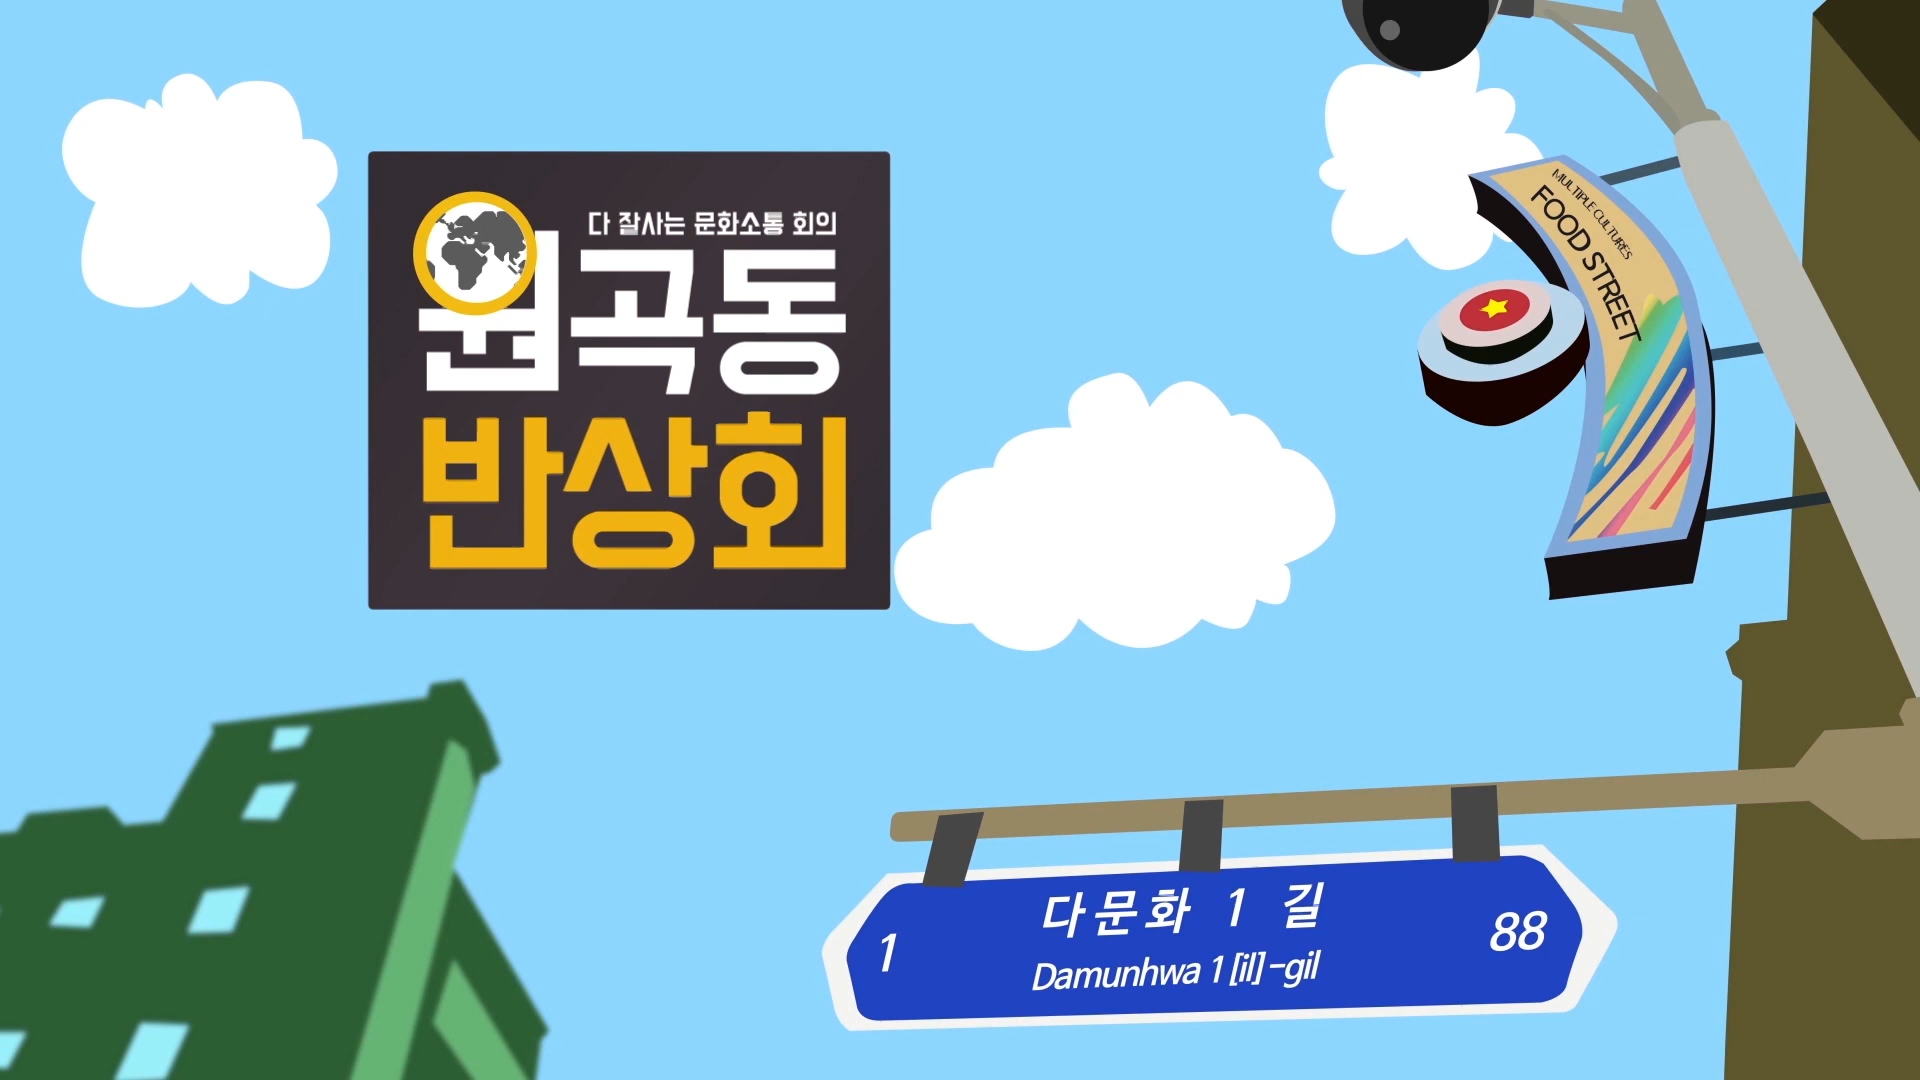 다 잘사는 문화소통 회의
원곡동
반상회
MULTIPLE CULTURES
FOOD STREET
다문화 1 길
1
88
Damunhwa 1 [il]-gil